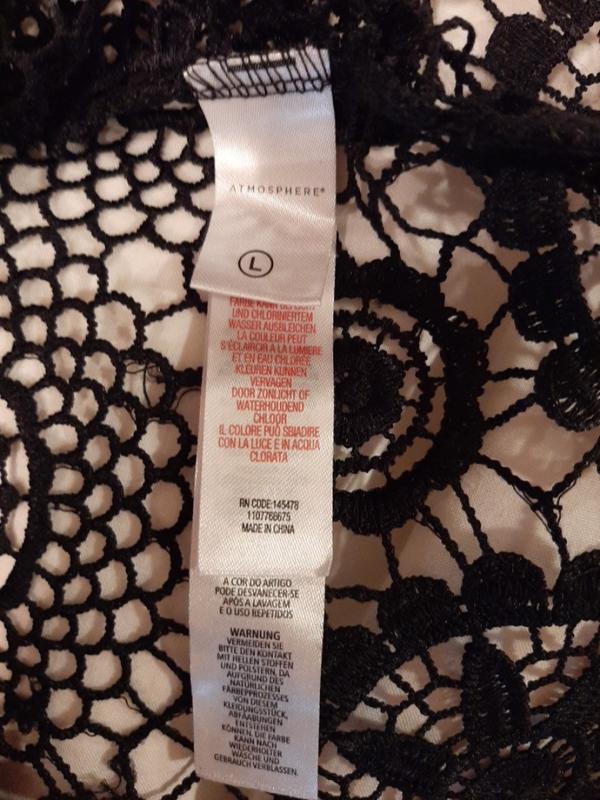 ATMOSPHERE®
L
FARBE KANN BEI LICHT
UND CHLORINIERTEM
WASSER AUSBLEICHEN
LA COULEUR PEUT
S'ÉCLAIRCIR A LA LUMIERE
ET EN EAU CHLORÉE
KLEUREN KUNNEN
VERVAGEN
DOOR ZONLICHT OF
WATERHOUDEND
CHLOOR
IL COLORE PUÒ SBIADIRE
CON LA LUCE E IN ACQUA
CLORATA
RN CODE:145478
1107766675
MADE IN CHINA
A COR DO ARTIGO
PODE DESVANECER-SE
APÓS A LAVAGEM
E O USO REPETIDOS
WARNUNG
VERMEIDEN SIE
BITTE DEN KONTAKT
MIT HELLEN STOFFEN
UND POLSTERN, DA
AUFGRUND DES
NATÜRLICHEN
FÄRBEPROZESSES
VON DIESEM
KLEIDUNGSSTÜCK,
ABFÄABUNGEN
ENTSTEHEN
KÖNNEN, DIE FARBE
KANN NACH
WIEDERHOLTER
WÄSCHE UND
GEBRAUCH VERBLASSEN.